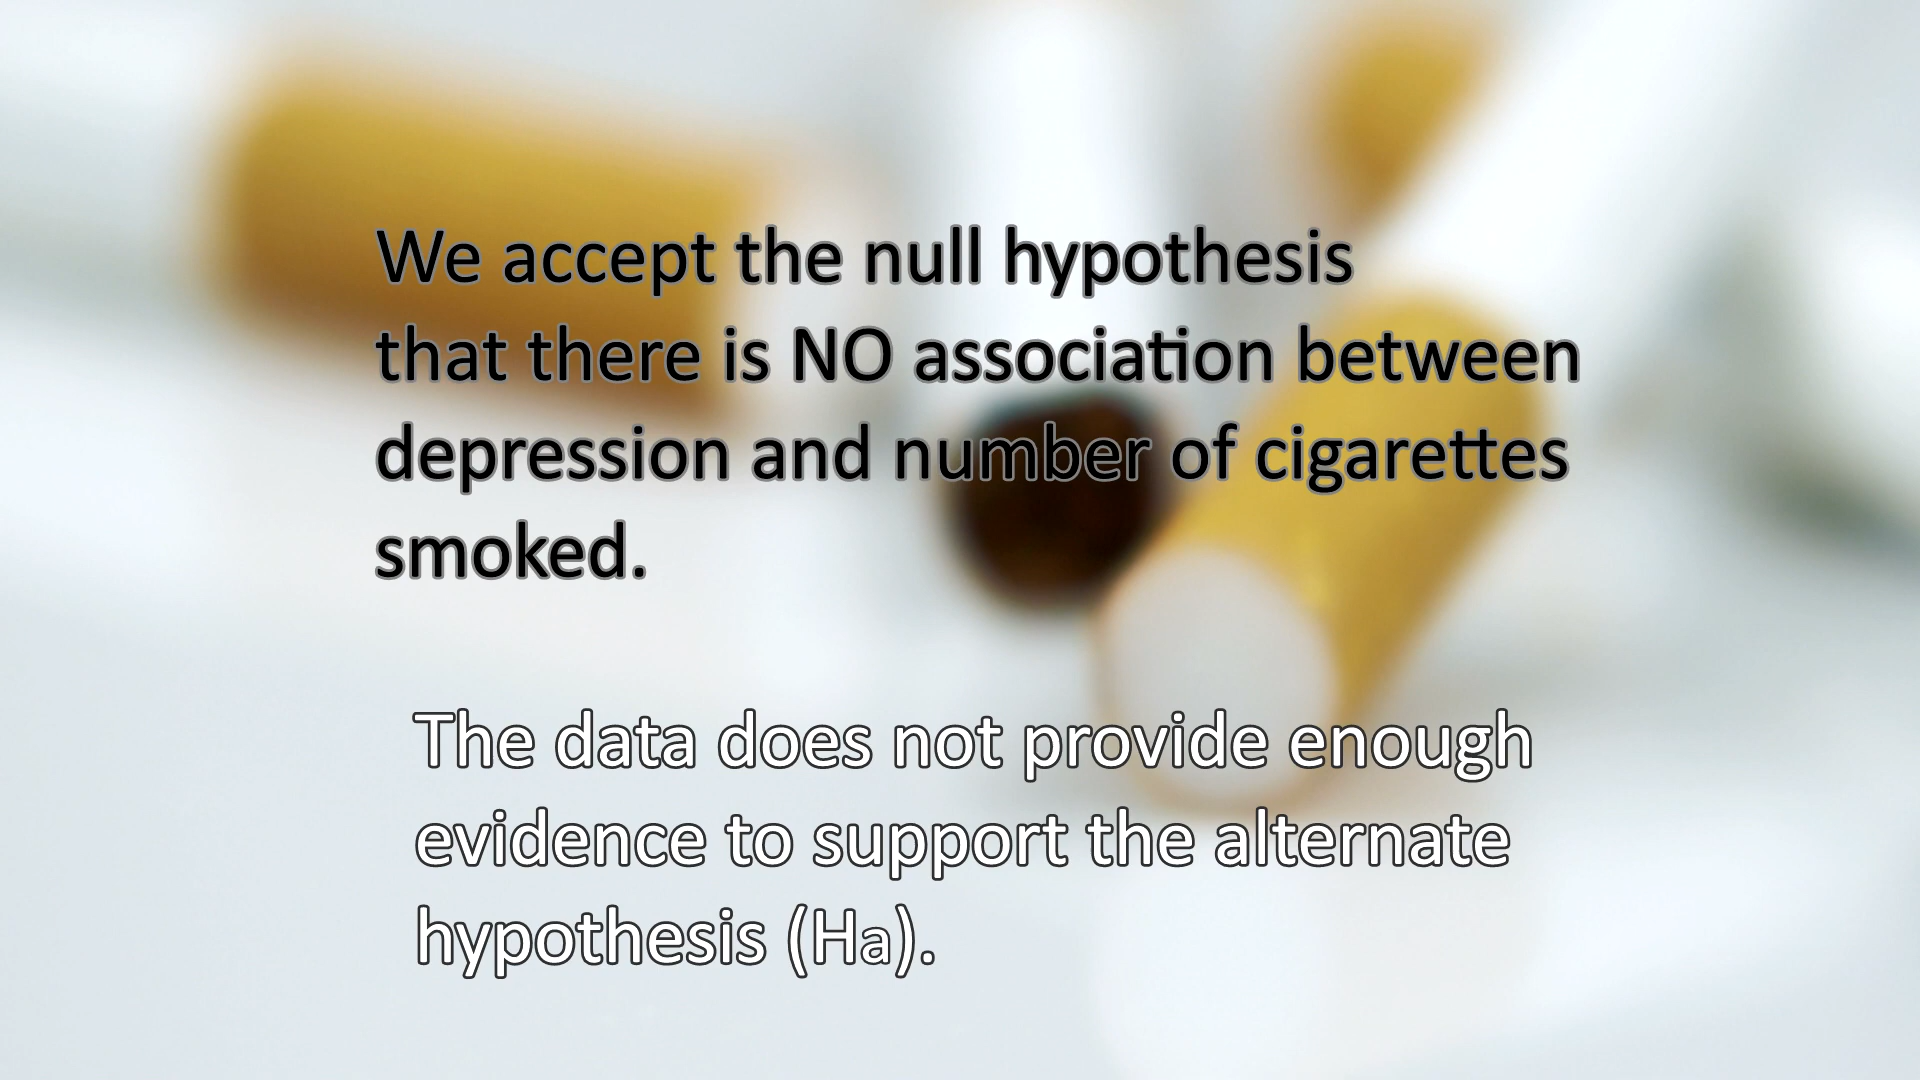 We accept the null hypothesis
that there is NO association between
depression and number of cigarettes
smoked.
The data does not provide enough
evidence to support the alternate
hypothesis (Ha).